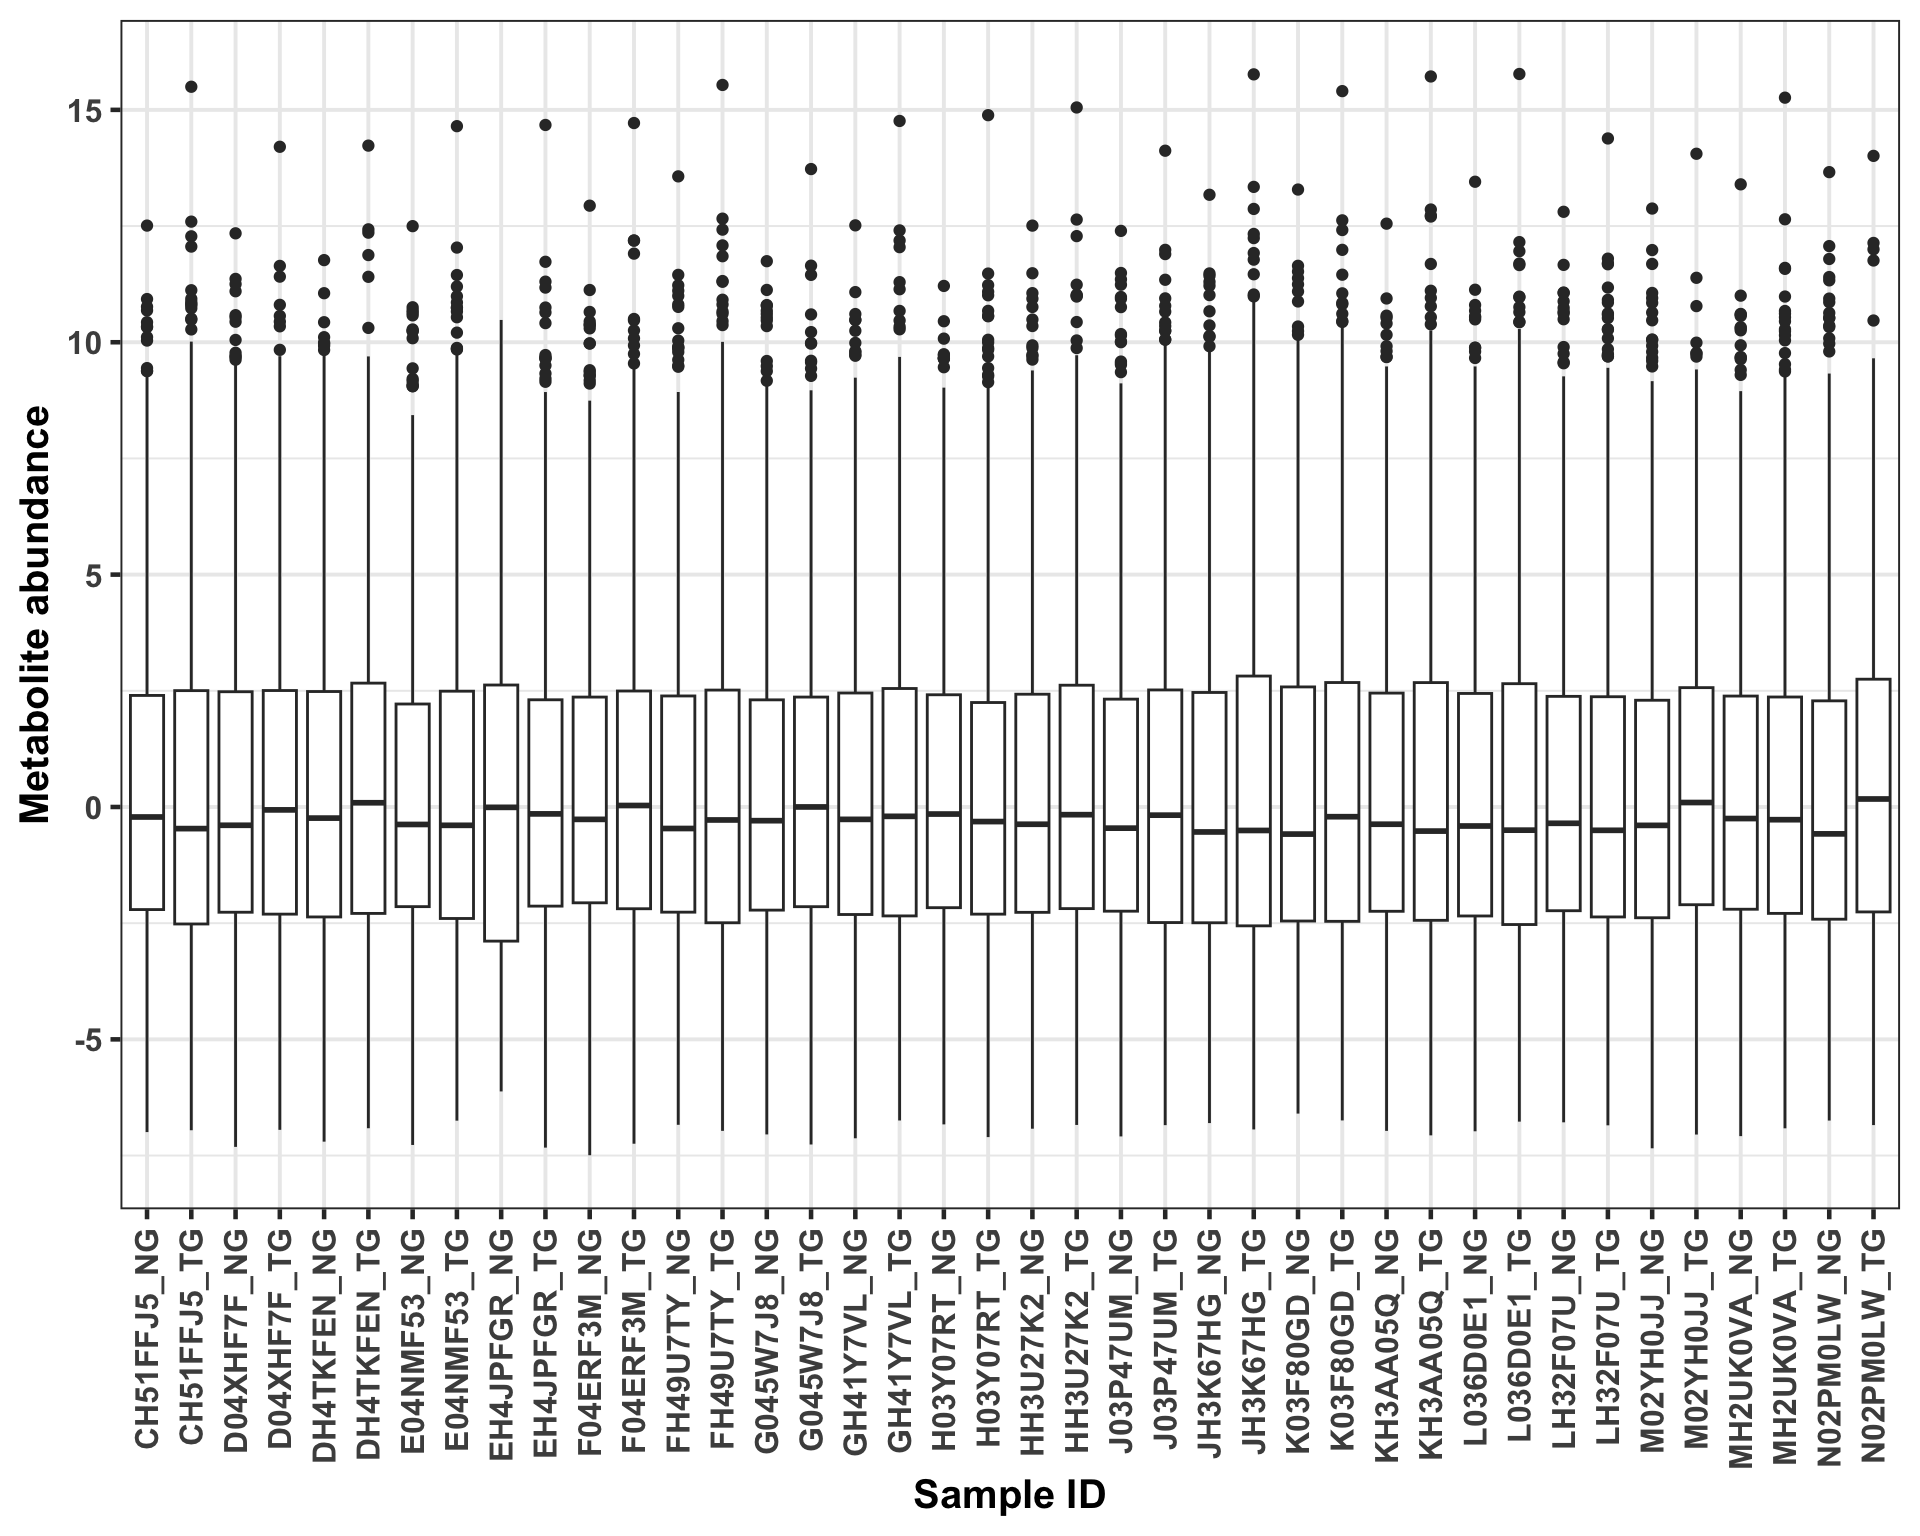 Metabolite abundance
15
10
5
0
-5
CH51FFJ5_NG
CH51FFJ5_TG
D04XHF7F_NG
D04XHF7F_TG
DH4TKFEN_NG
DH4TKFEN_TG
E04NMF53_NG
E04NMF53_TG
EH4JPFGR_NG
EH4JPFGR_TG
F04ERF3M_NG
F04ERF3M_TG
FH49U7TY_NG
FH49U7TY_TG
G045W7J8_NG
G045W7J8_TG
GH41Y7VL_NG
GH41Y7VL_TG
H03Y07RT_NG
H03Y07RT_TG
HH3U27K2_NG
HH3U27K2_TG
J03P47UM_NG
J03P47UM_TG
JH3K67HG_NG
JH3K67HG_TG
K03F80GD_NG
K03F80GD_TG
KH3AA05Q_NG
KH3AA05Q_TG
L036D0E1_NG
L036D0E1_TG
LH32F07U_NG
LH32F07U_TG
M02YH0JJ_NG
M02YH0JJ_TG
MH2UK0VA_NG
MH2UK0VA_TG
N02PM0LW_NG
N02PM0LW_TG
Sample ID